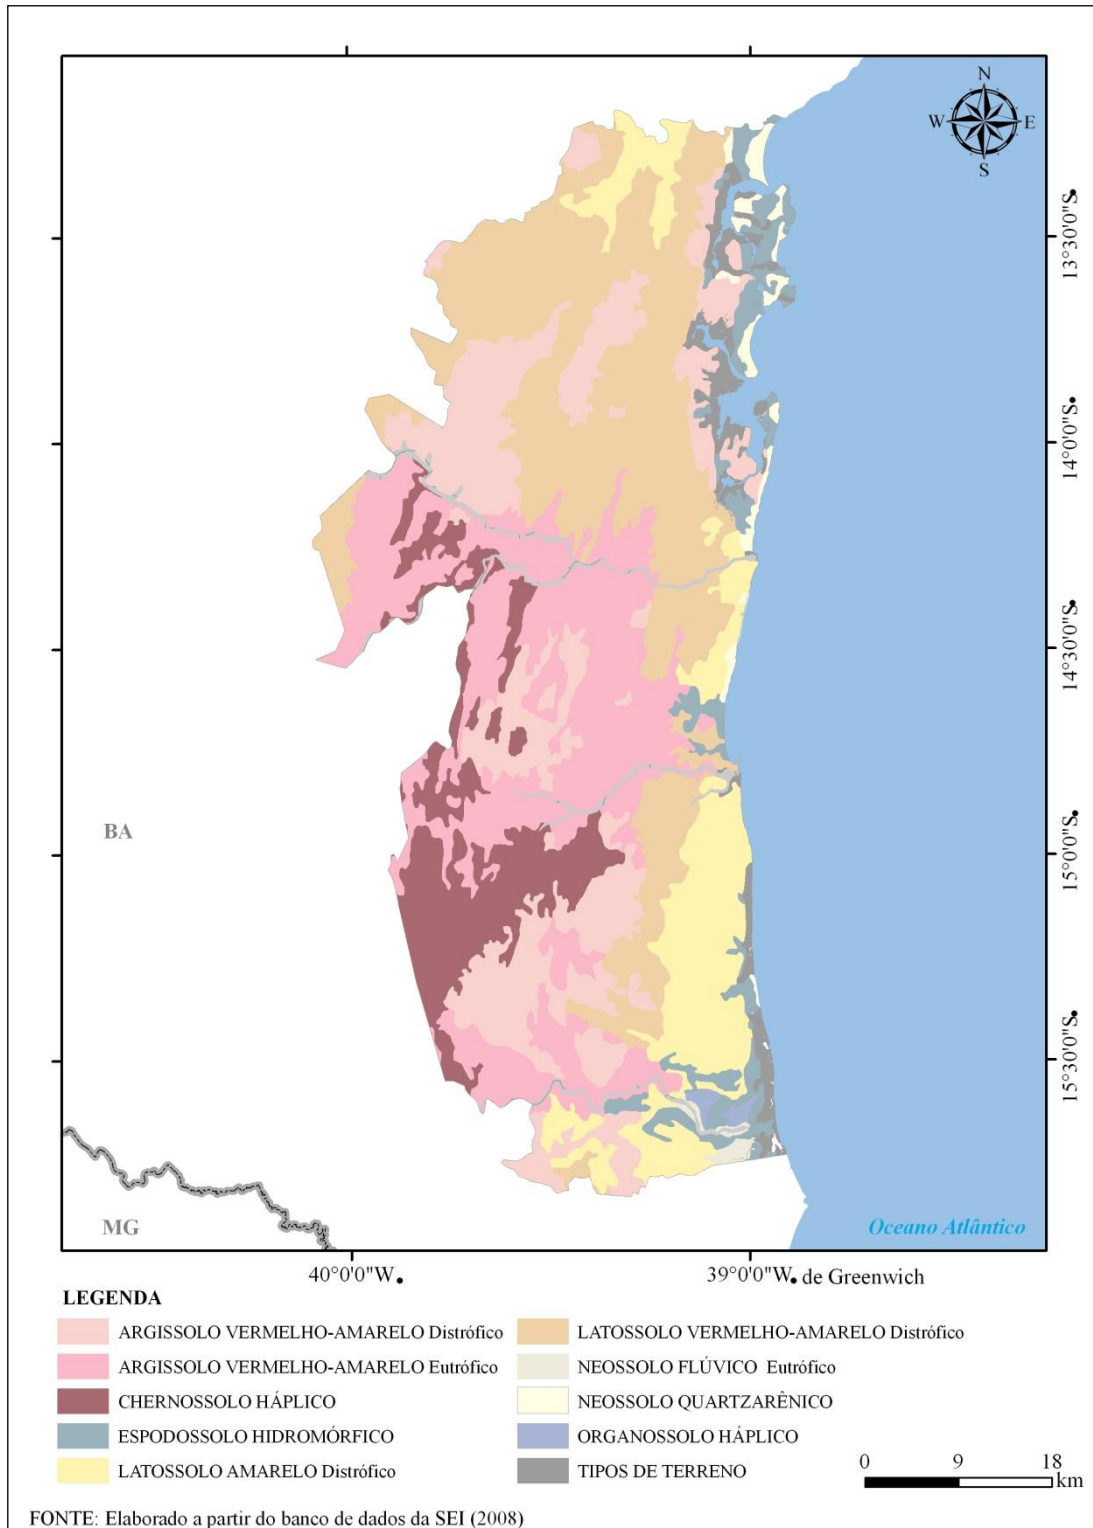 N
W E
S
13°30'0"S.
14°0'0"S.
14°30'0"S.
15°0'0"S.
15°30'0"S.
BA
MG
Oceano Atlântico
40°0'0"W. 39°0'0"W. de Greenwich
LEGENDA
ARGISSOLO VERMELHO-AMARELO Distrófico
ARGISSOLO VERMELHO-AMARELO Eutrófico
CHERNOSSOLO HÁPLICO
ESPODOSSOLO HIDROMÓRFICO
LATOSSOLO AMARELO Distrófico
LATOSSOLO VERMELHO-AMARELO Distrófico
NEOSSOLO FLÚVICO Eutrófico
NEOSSOLO QUARTZARÊNICO
ORGANOSSOLO HÁPLICO
TIPOS DE TERRENO
0 9 18
km
FONTE: Elaborado a partir do banco de dados da SEI (2008)